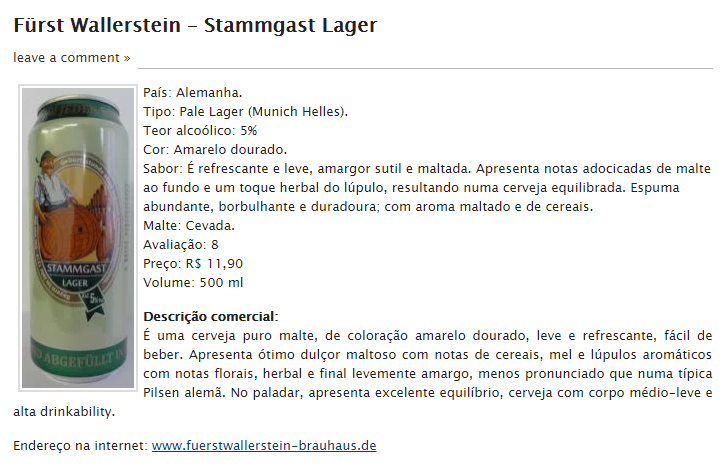 Fürst Wallerstein – Stammgast Lager
leave a comment »
País: Alemanha.
Tipo: Pale Lager (Munich Helles).
Teor alcoólico: 5%
Cor: Amarelo dourado.
Sabor: É refrescante e leve, amargor sutil e maltada. Apresenta notas adocicadas de malte
ao fundo e um toque herbal do lúpulo, resultando numa cerveja equilibrada. Espuma
abundante, borbulhante e duradoura; com aroma maltado e de cereais.
Malte: Cevada.
Avaliação: 8
Preço: R$ 11,90
Volume: 500 ml
STAMMGAST
LAGER
5%
ABGEFÜLLT
Descrição comercial:
É uma cerveja puro malte, de coloração amarelo dourado, leve e refrescante, fácil de
beber. Apresenta ótimo dulçor maltoso com notas de cereais, mel e lúpulos aromáticos
com notas florais, herbal e final levemente amargo, menos pronunciado que numa típica
Pilsen alemã. No paladar, apresenta excelente equilíbrio, cerveja com corpo médio-leve e
alta drinkability.
Endereço na internet: www.fuerstwallerstein-brauhaus.de